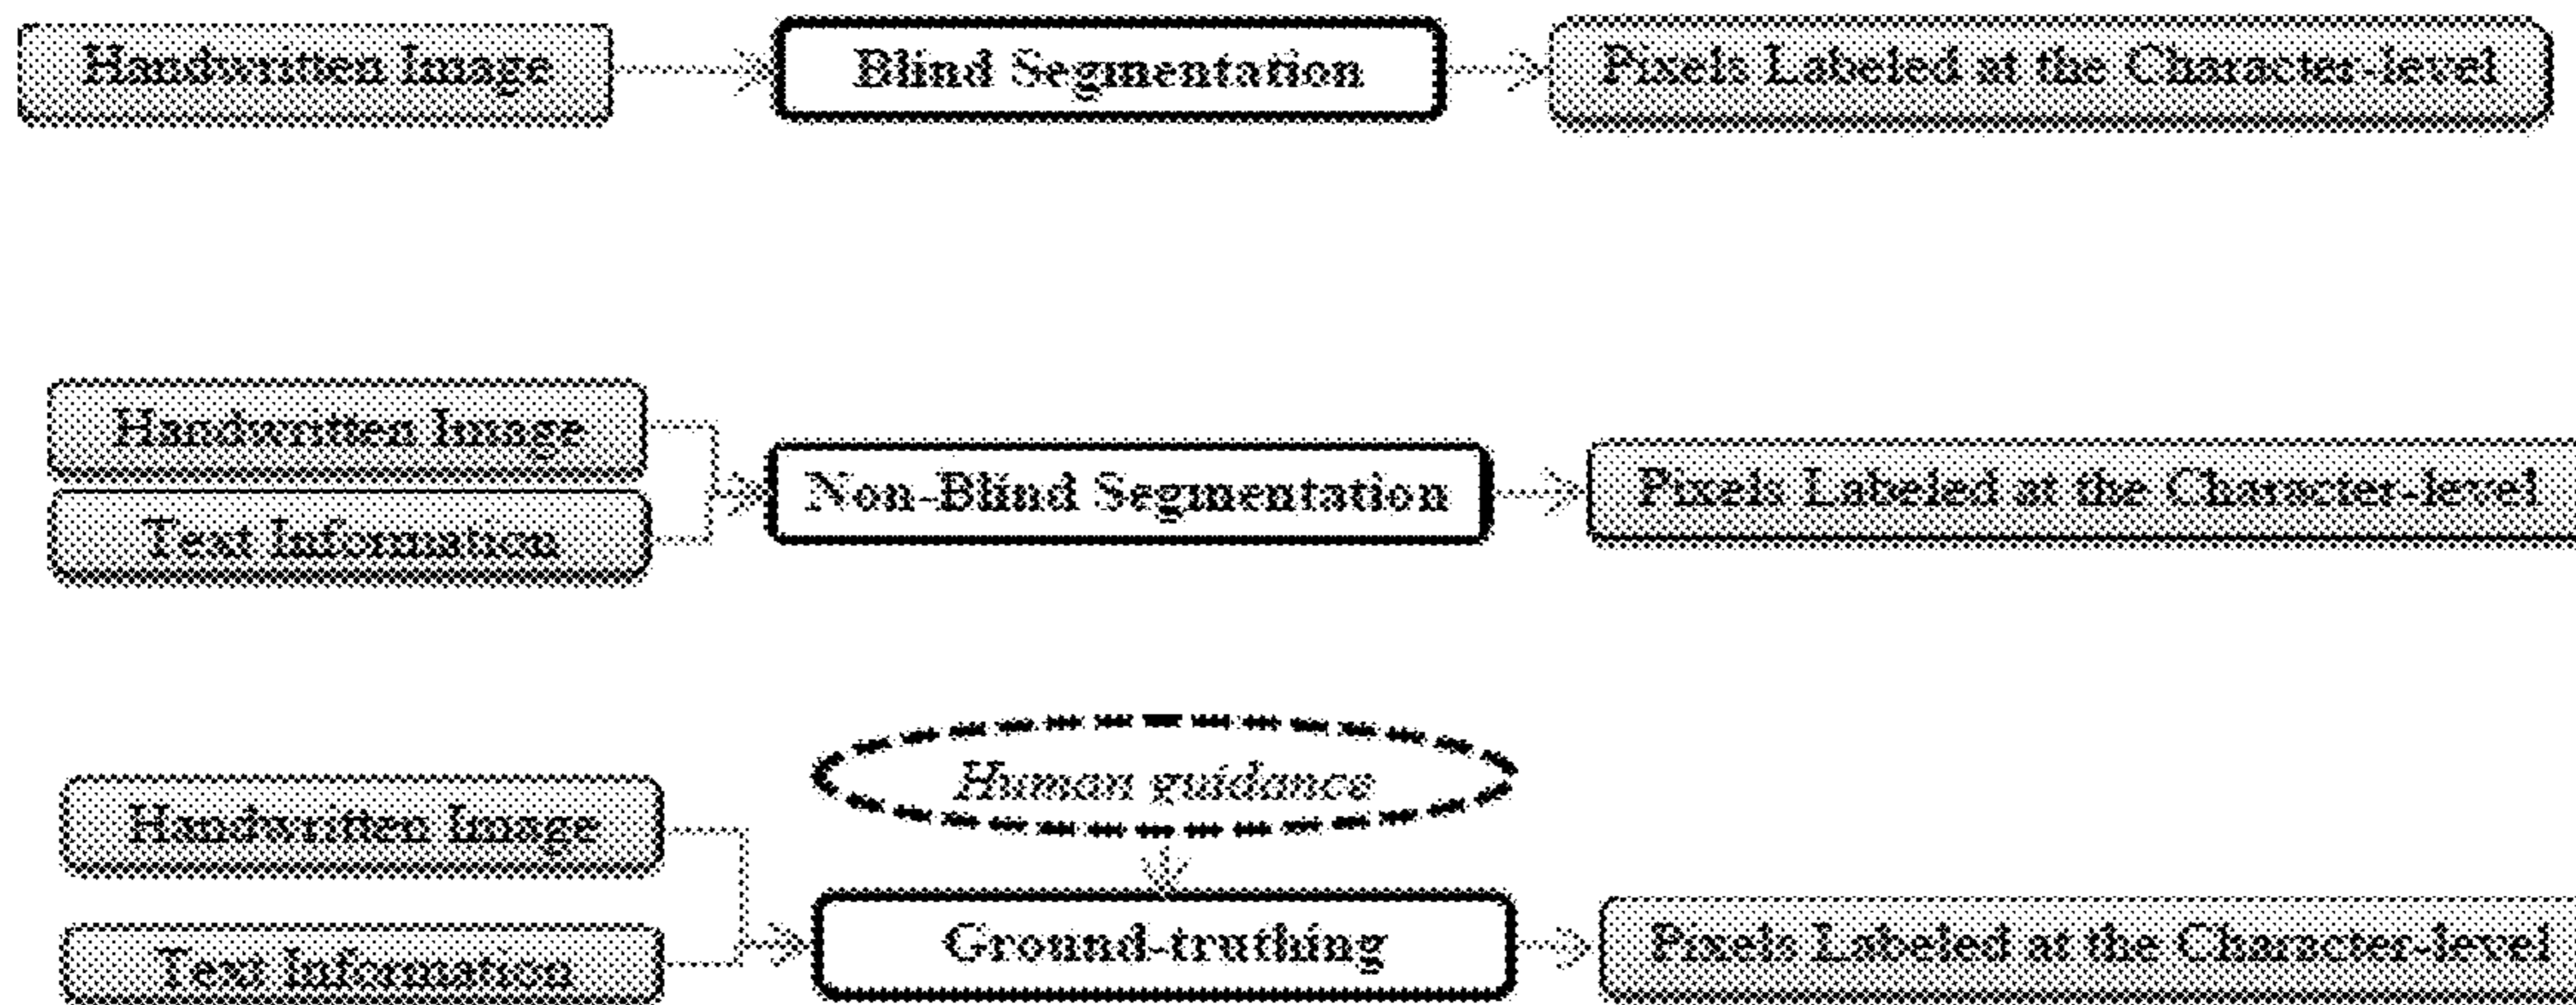 Handwritten Image
Blind Segmentation
Pixels Labeled at the Character-level
Handwritten Image
Text Information
Non-Blind Segmentation
Pixels Labeled at the Character-level
Human guidance
Handwritten Image
Text Information
Ground-truthing
Pixels Labeled at the Character-level